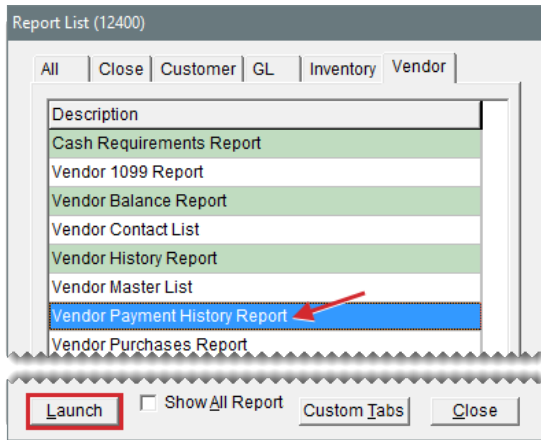 Report List (12400)
All Close Customer GL Inventory Vendor
Description
Cash Requirements Report
Vendor 1099 Report
Vendor Balance Report
Vendor Contact List
Vendor History Report
Vendor Master List
Vendor Payment History Report
Vendor Purchases Report
Launch Show All Report Custom Tabs Close